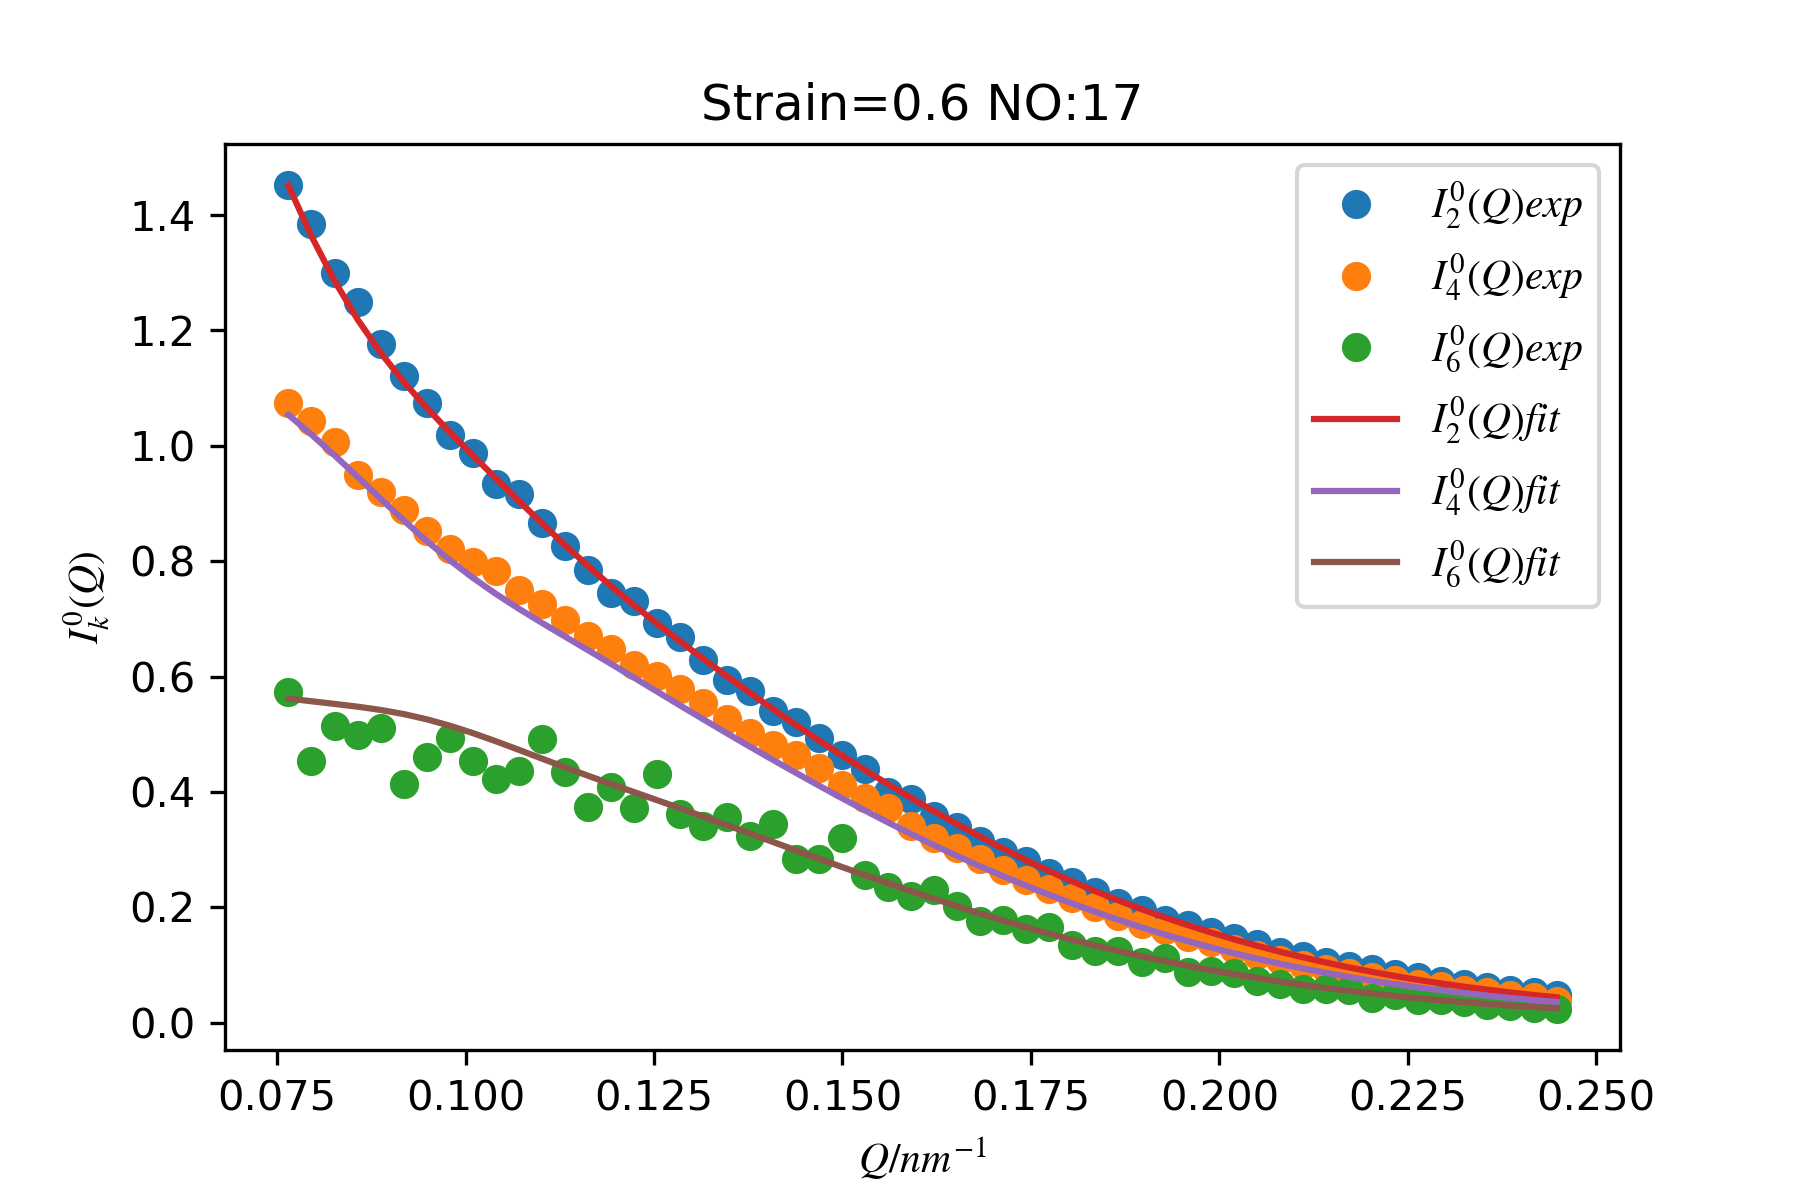 Strain=0.6 NO:17
I_k^0(Q)
1.4
1.2
1.0
0.8
0.6
0.4
0.2
0.0
I_2^0(Q)exp
I_4^0(Q)exp
I_6^0(Q)exp
I_2^0(Q)fit
I_4^0(Q)fit
I_6^0(Q)fit
0.075 0.100 0.125 0.150 0.175 0.200 0.225 0.250
Q/nm^{-1}